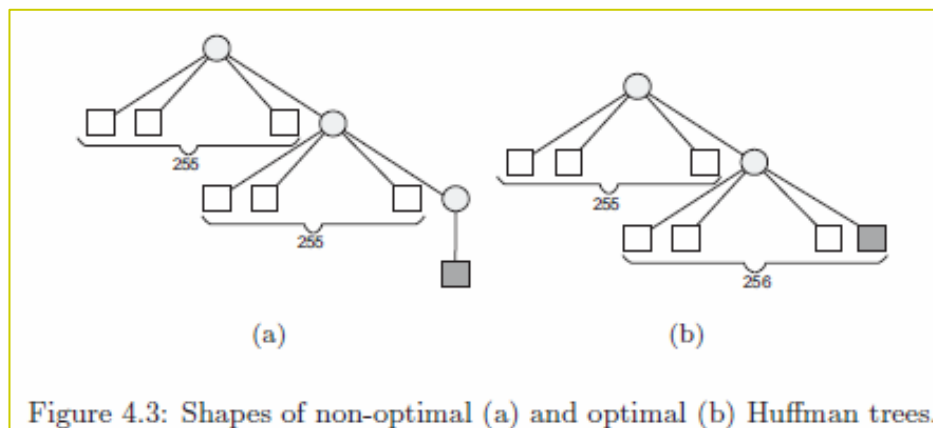 255
255
(a)
255
256
(b)
Figure 4.3: Shapes of non-optimal (a) and optimal (b) Huffman trees.